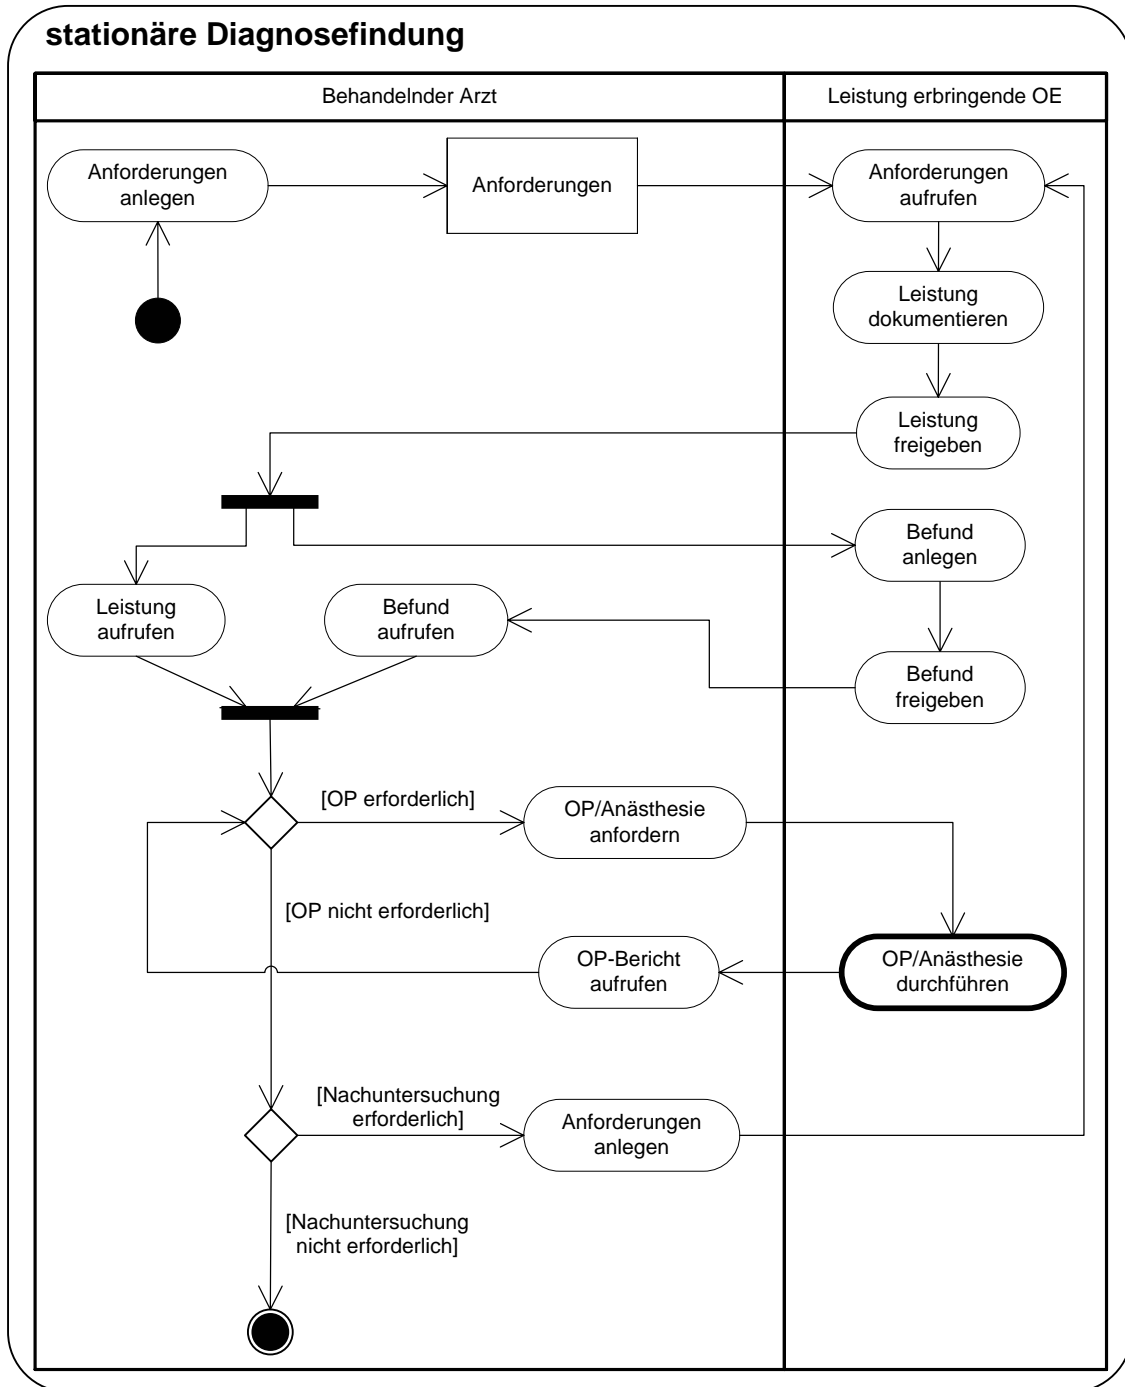 stationäre Diagnosefindung
Behandelnder Arzt
Leistung erbringende OE
Anforderungen
anlegen
Anforderungen
Anforderungen
aufrufen
Leistung
dokumentieren
Leistung
freigeben
Befund
anlegen
Leistung
aufrufen
Befund
aufrufen
Befund
freigeben
[OP erforderlich]
OP/Anästhesie
anfordern
[OP nicht erforderlich]
OP-Bericht
aufrufen
OP/Anästhesie
durchführen
[Nachuntersuchung
erforderlich]
Anforderungen
anlegen
[Nachuntersuchung
nicht erforderlich]